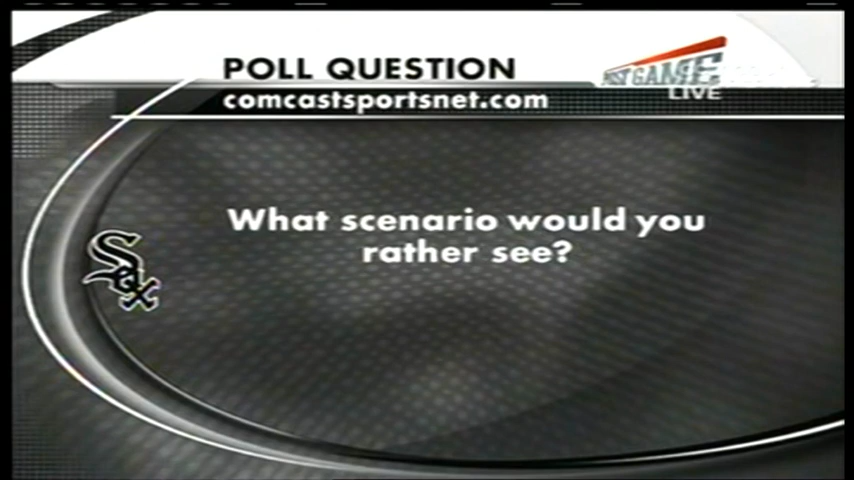 POLL QUESTION
POST GAME
LIVE
comcastsportsnet.com
What scenario would you
rather see?
Sox